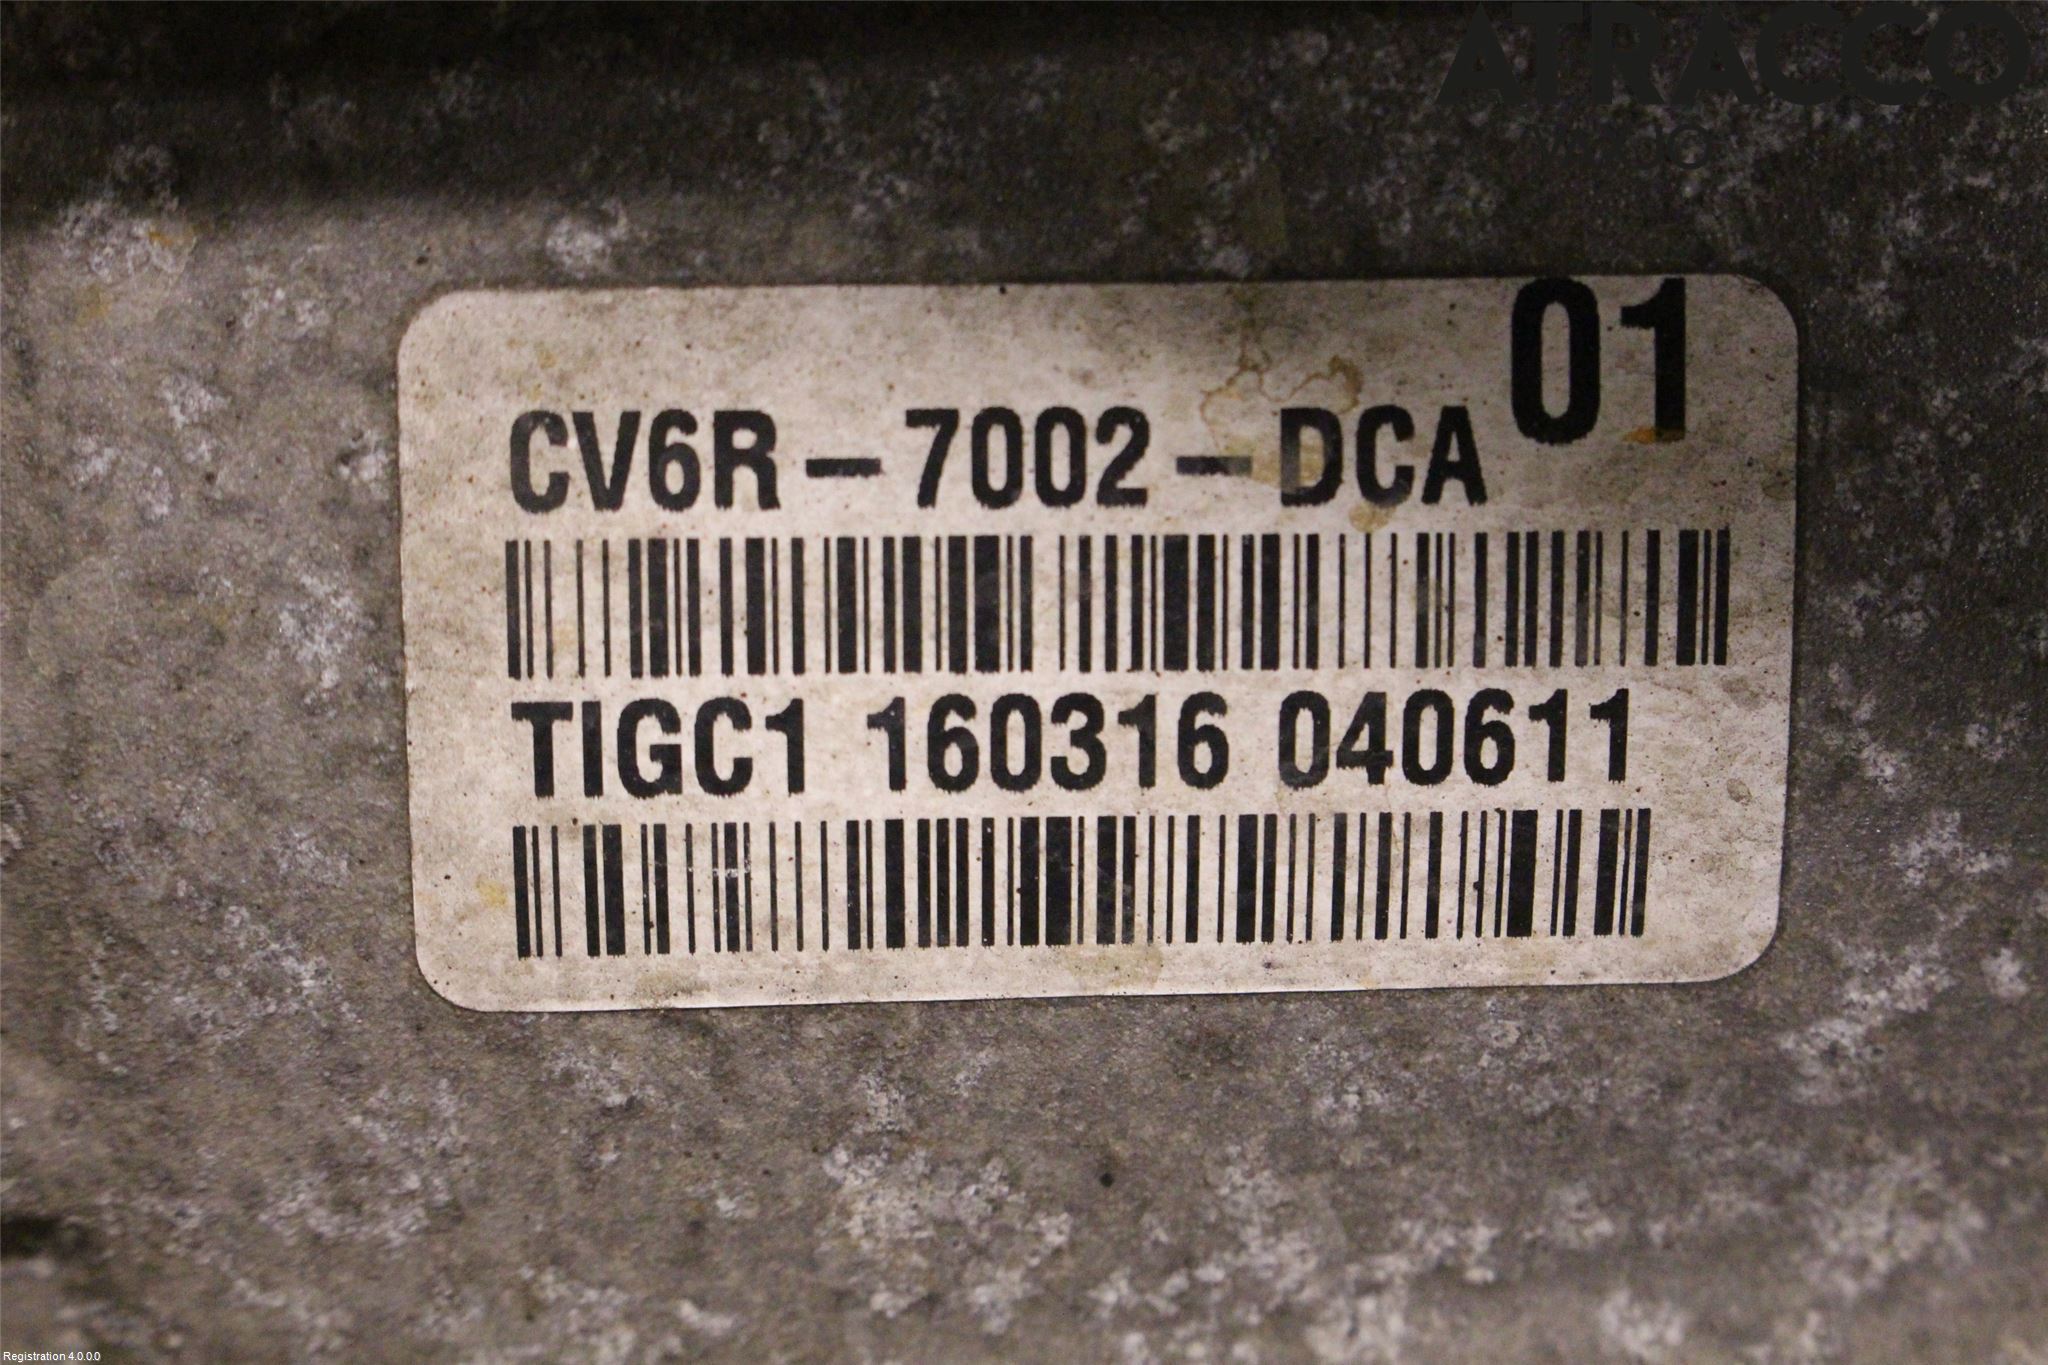 ATRACCO
01
CV6R-7002-DCA
TIGC1 160316 040611
Registration 4.0.0.0